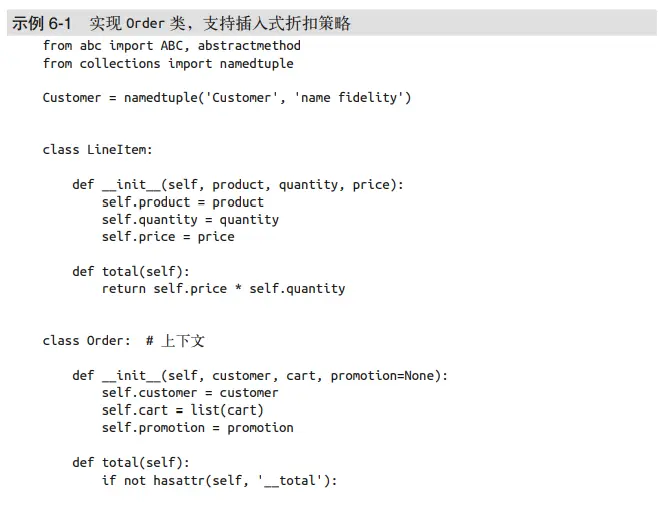 示例 6-1 实现 Order 类，支持插入式折扣策略
from abc import ABC, abstractmethod
from collections import namedtuple
Customer = namedtuple('Customer', 'name fidelity')
class LineItem:
def __init__(self, product, quantity, price):
self.product = product
self.quantity = quantity
self.price = price
def total(self):
return self.price * self.quantity
class Order: # 上下文
def __init__(self, customer, cart, promotion=None):
self.customer = customer
self.cart = list(cart)
self.promotion = promotion
def total(self):
if not hasattr(self, '__total'):